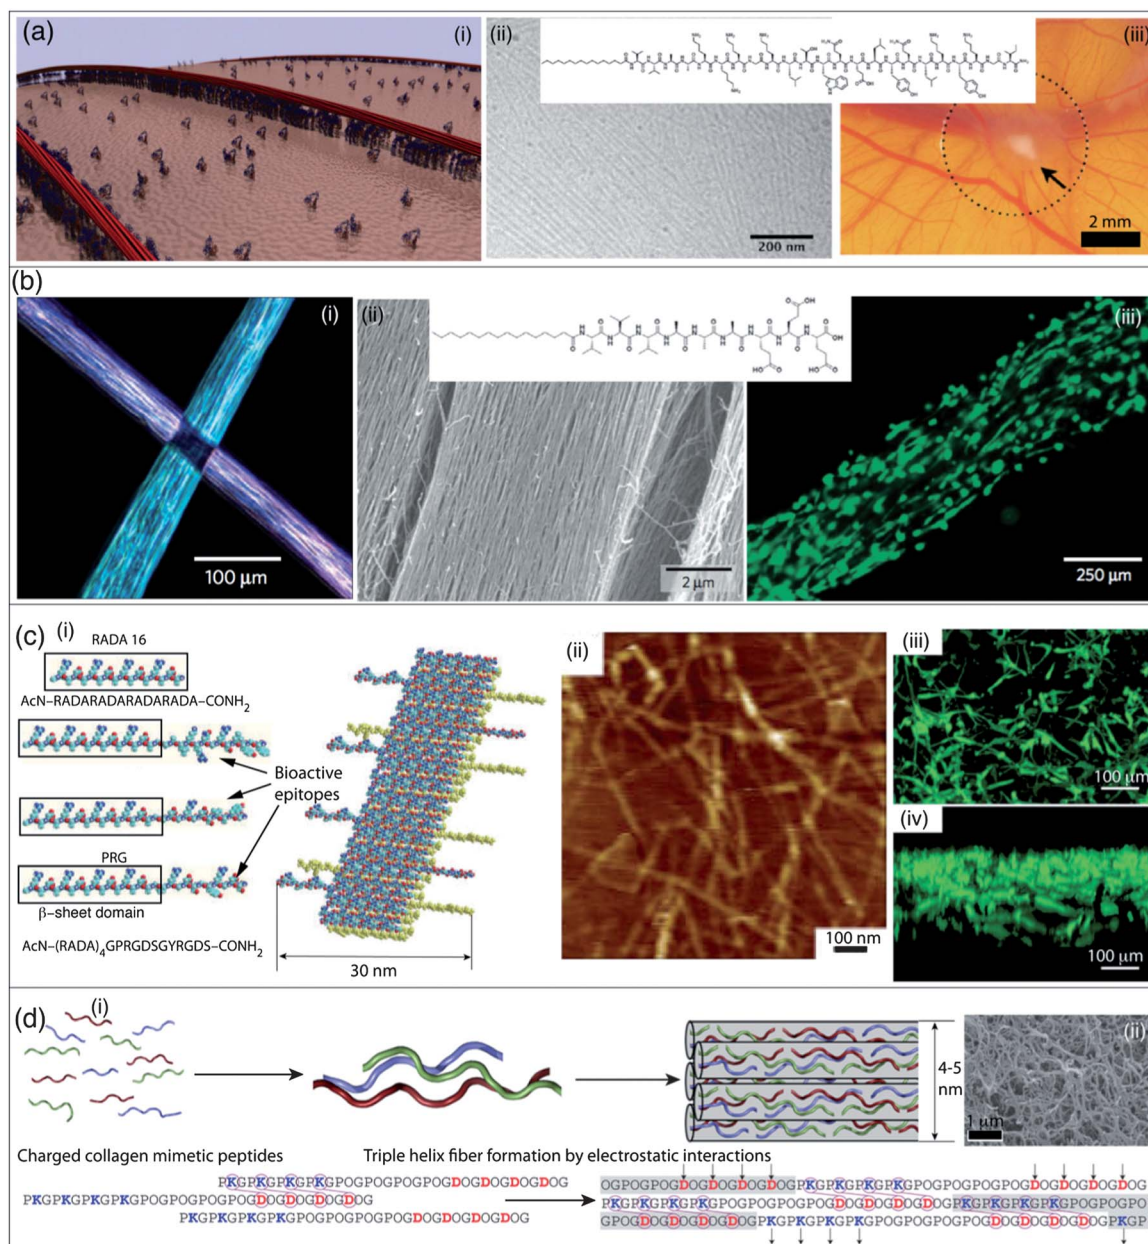 (a)
(i)
(ii)
(iii)
200 nm
2 mm
(b)
(i)
(ii)
(iii)
100 μm
2 μm
250 μm
(c)
(i)
RADA 16
AcN–RADARADARADARADA–CONH2
Bioactive
epitopes
PRG
β–sheet domain
AcN–(RADA)4GPRGDSGYRGDS–CONH2
30 nm
(ii)
100 nm
(iii)
100 μm
(iv)
100 μm
(d)
(i)
4-5
nm
(ii)
1 μm
Charged collagen mimetic peptides
Triple helix fiber formation by electrostatic interactions
PKGPKGPKGPKGPOGPOGPOGPOGDOGDOGDOGDOG
PKGPKGPKGPKGPOGPOGPOGPOGDOGDOGDOGDOG
PKGPKGPKGPKGPOGPOGPOGPOGDOGDOGDOGDOG
OGPOGPOGDOGDOGDOGDOGPKGPKGPKGPKGPOGPOGPOGPOGDOGDOGDOGDOG
PKGPKGPKGPKGPOGPOGPOGPOGDOGDOGDOGDOGPKGPKGPKGPKGPOGPOGPO
GPOGDOGDOGDOGDOGPKGPKGPKGPKGPOGPOGPOGPOGDOGDOGDOGDOGPKGP